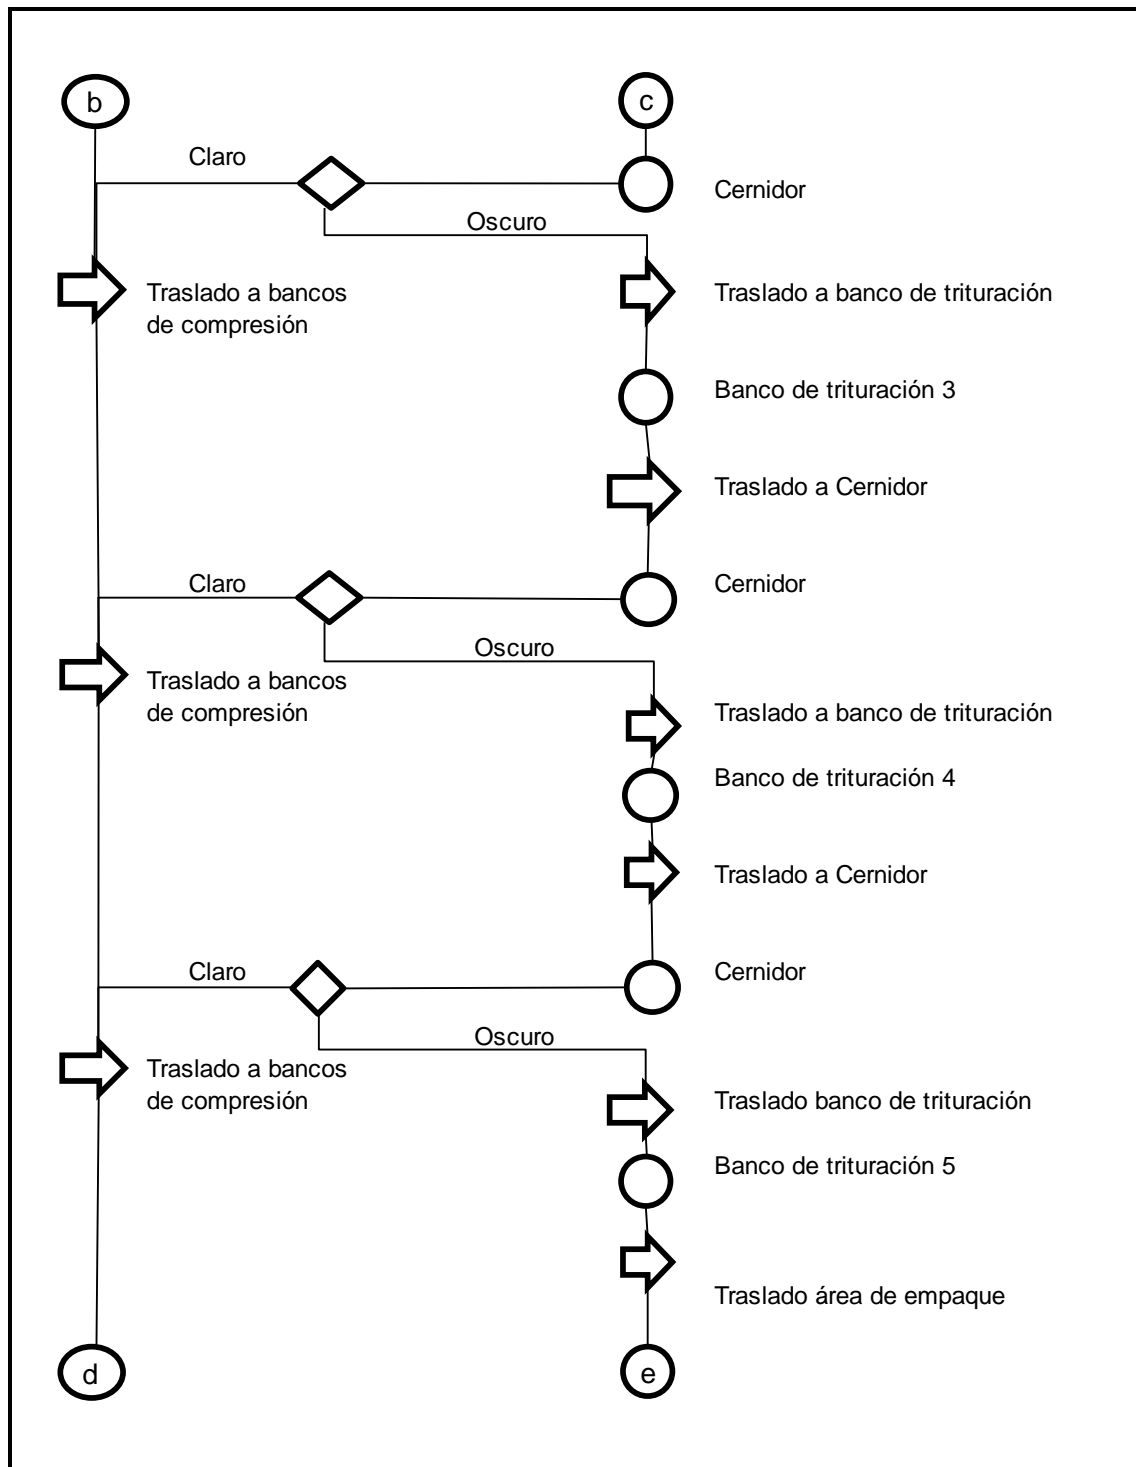 b
c
Claro
Cernidor
Oscuro
Traslado a bancos
de compresión
Traslado a banco de trituración
Banco de trituración 3
Traslado a Cernidor
Claro
Cernidor
Oscuro
Traslado a bancos
de compresión
Traslado a banco de trituración
Banco de trituración 4
Traslado a Cernidor
Claro
Cernidor
Oscuro
Traslado a bancos
de compresión
Traslado banco de trituración
Banco de trituración 5
Traslado área de empaque
d
e